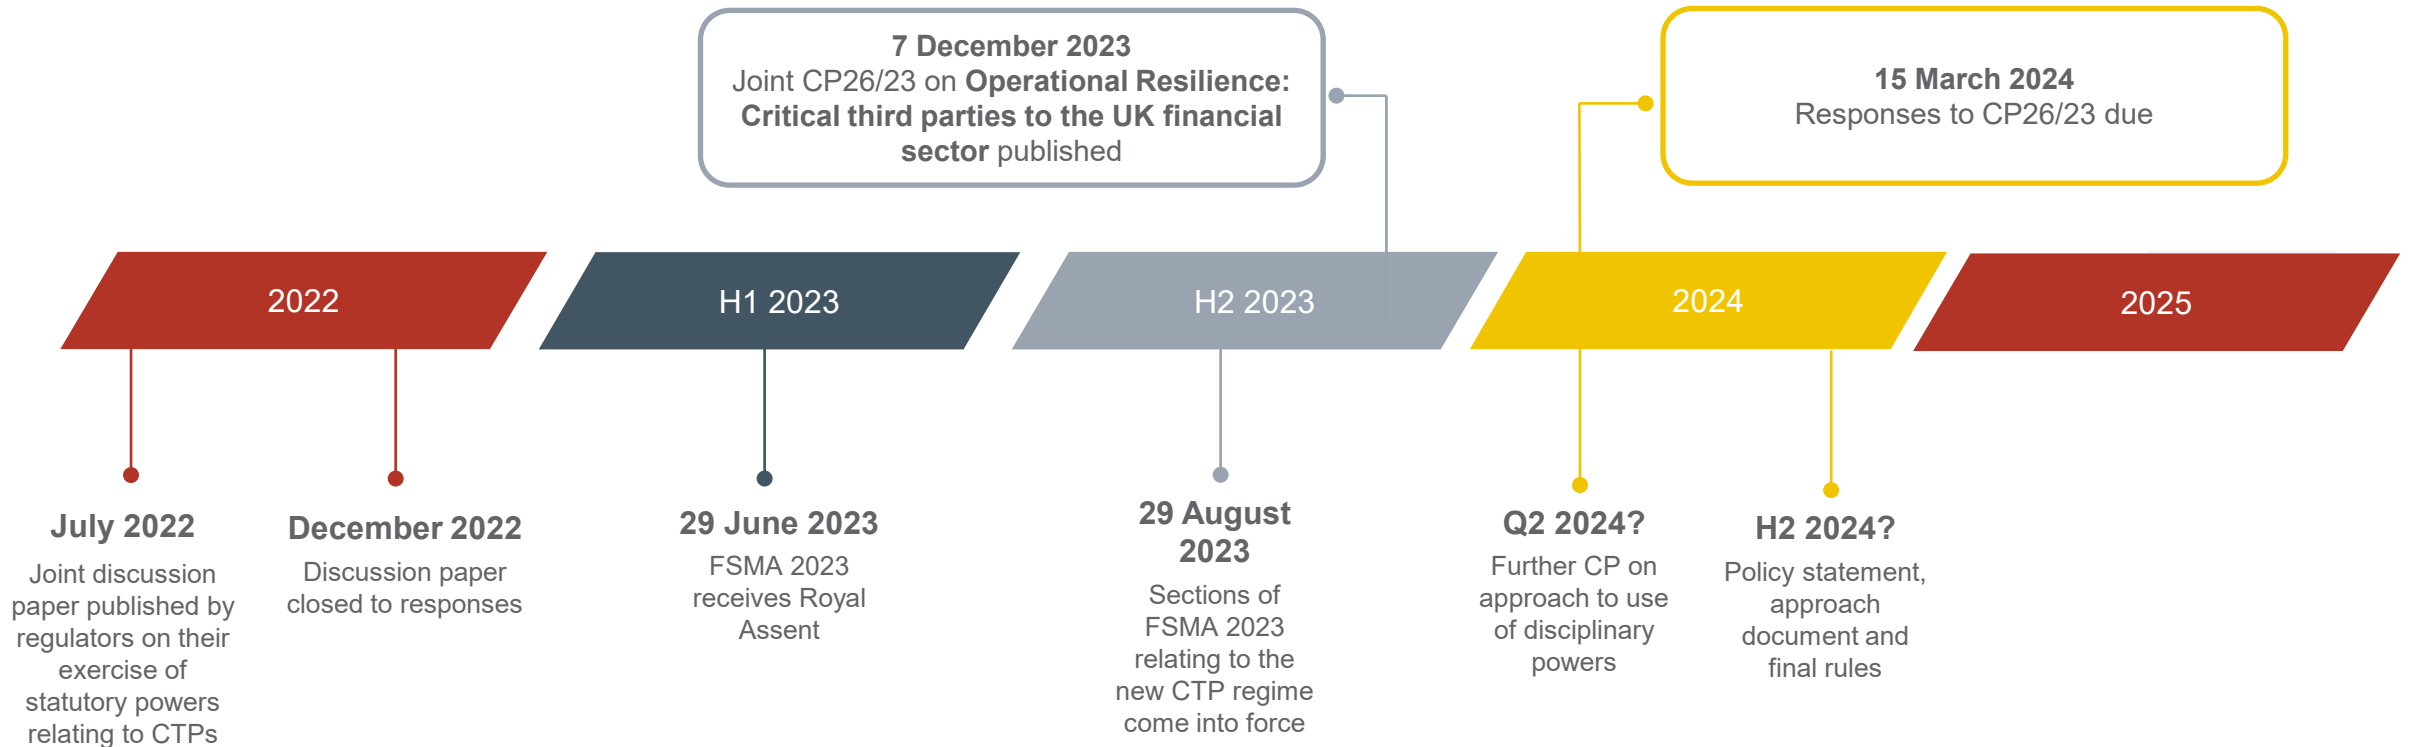 7 December 2023
Joint CP26/23 on Operational Resilience:
Critical third parties to the UK financial
sector published
15 March 2024
Responses to CP26/23 due
2022
H1 2023
H2 2023
2024
2025
July 2022
Joint discussion
paper published by
regulators on their
exercise of
statutory powers
relating to CTPs
December 2022
Discussion paper
closed to responses
29 June 2023
FSMA 2023
receives Royal
Assent
29 August
2023
Sections of
FSMA 2023
relating to the
new CTP regime
come into force
Q2 2024?
Further CP on
approach to use
of disciplinary
powers
H2 2024?
Policy statement,
approach
document and
final rules